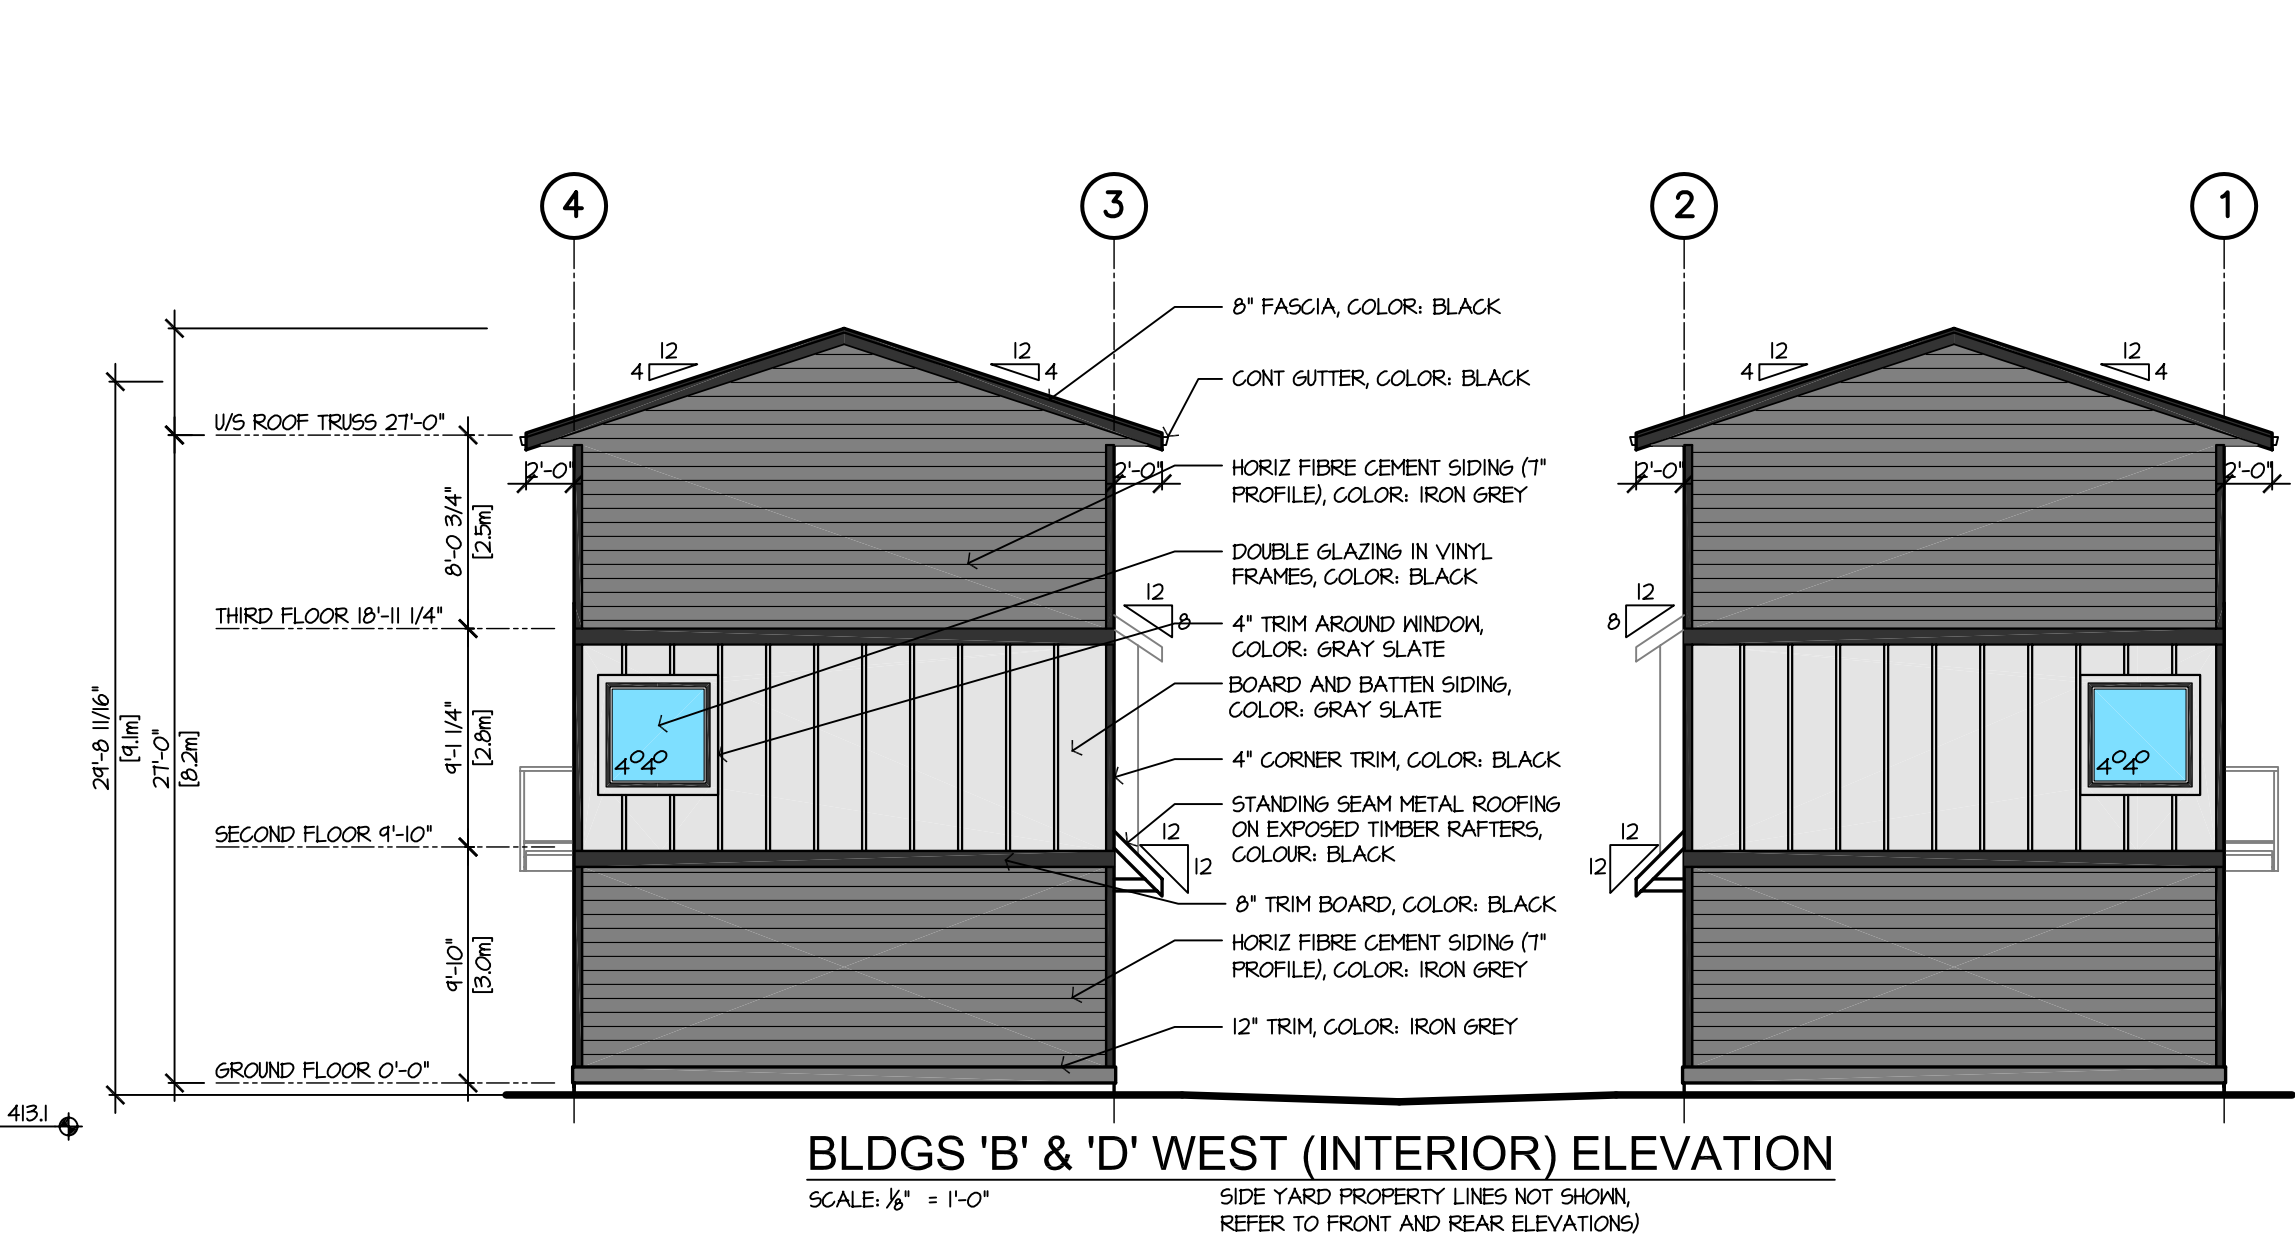 4
3
2
1
8" FASCIA, COLOR: BLACK
12
4
12
4
12
4
12
4
CONT GUTTER, COLOR: BLACK
U/S ROOF TRUSS 27'-0"
2'-0"
2'-0"
2'-0"
2'-0"
HORIZ FIBRE CEMENT SIDING (7"
PROFILE), COLOR: IRON GREY
8'-0 3/4"
[2.5m]
DOUBLE GLAZING IN VINYL
FRAMES, COLOR: BLACK
12
8
12
8
THIRD FLOOR 18'-11 1/4"
4" TRIM AROUND WINDOW,
COLOR: GRAY SLATE
BOARD AND BATTEN SIDING,
COLOR: GRAY SLATE
29'-8 11/16"
[9.1m]
27'-0"
[8.2m]
9'-1 1/4"
[2.8m]
4040
4040
4" CORNER TRIM, COLOR: BLACK
STANDING SEAM METAL ROOFING
ON EXPOSED TIMBER RAFTERS,
COLOUR: BLACK
SECOND FLOOR 9'-10"
12
12
12
12
8" TRIM BOARD, COLOR: BLACK
HORIZ FIBRE CEMENT SIDING (7"
PROFILE), COLOR: IRON GREY
9'-10"
[3.0m]
12" TRIM, COLOR: IRON GREY
GROUND FLOOR 0'-0"
413.1
BLDGS 'B' & 'D' WEST (INTERIOR) ELEVATION
SCALE: 1/8" = 1'-0"
SIDE YARD PROPERTY LINES NOT SHOWN,
REFER TO FRONT AND REAR ELEVATIONS)